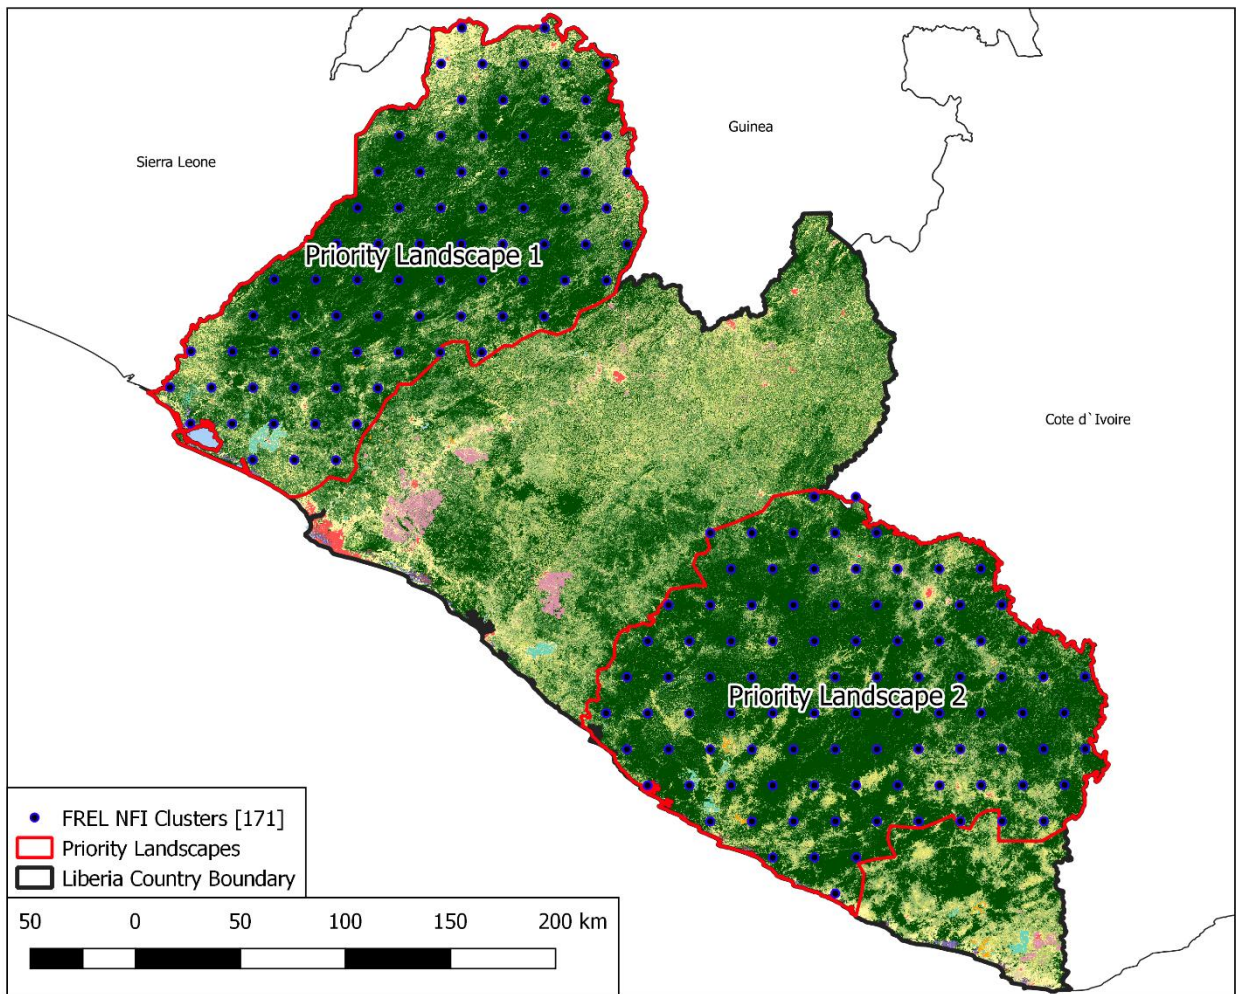 Guinea
Sierra Leone
Priority Landscape 1
Cote d`Ivoire
Priority Landscape 2
FREL NFI Clusters [171]
Priority Landscapes
Liberia Country Boundary
50 0 50 100 150 200 km